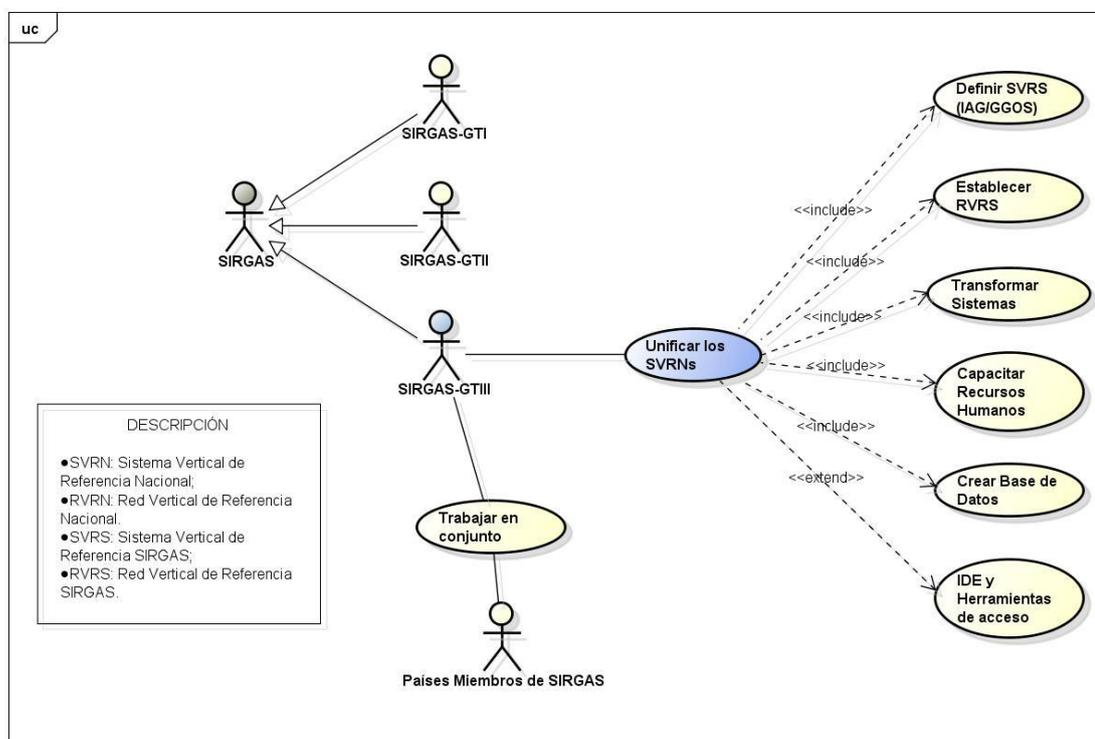 uc
SIRGAS-GTI
SIRGAS
SIRGAS-GTII
SIRGAS-GTIII
Unificar los
SVRNs
<<include>>
<<include>>
<<include>>
<<include>>
<<include>>
<<extend>>
Definir SVRS
(IAG/GGOS)
Establecer
RVRS
Transformar
Sistemas
Capacitar
Recursos
Humanos
Crear Base de
Datos
IDE y
Herramientas
de acceso
Trabajar en
conjunto
Países Miembros de SIRGAS
DESCRIPCIÓN
●SVRN: Sistema Vertical de
Referencia Nacional;
●RVRN: Red Vertical de Referencia
Nacional.
●SVRS: Sistema Vertical de
Referencia SIRGAS;
●RVRS: Red Vertical de Referencia
SIRGAS.